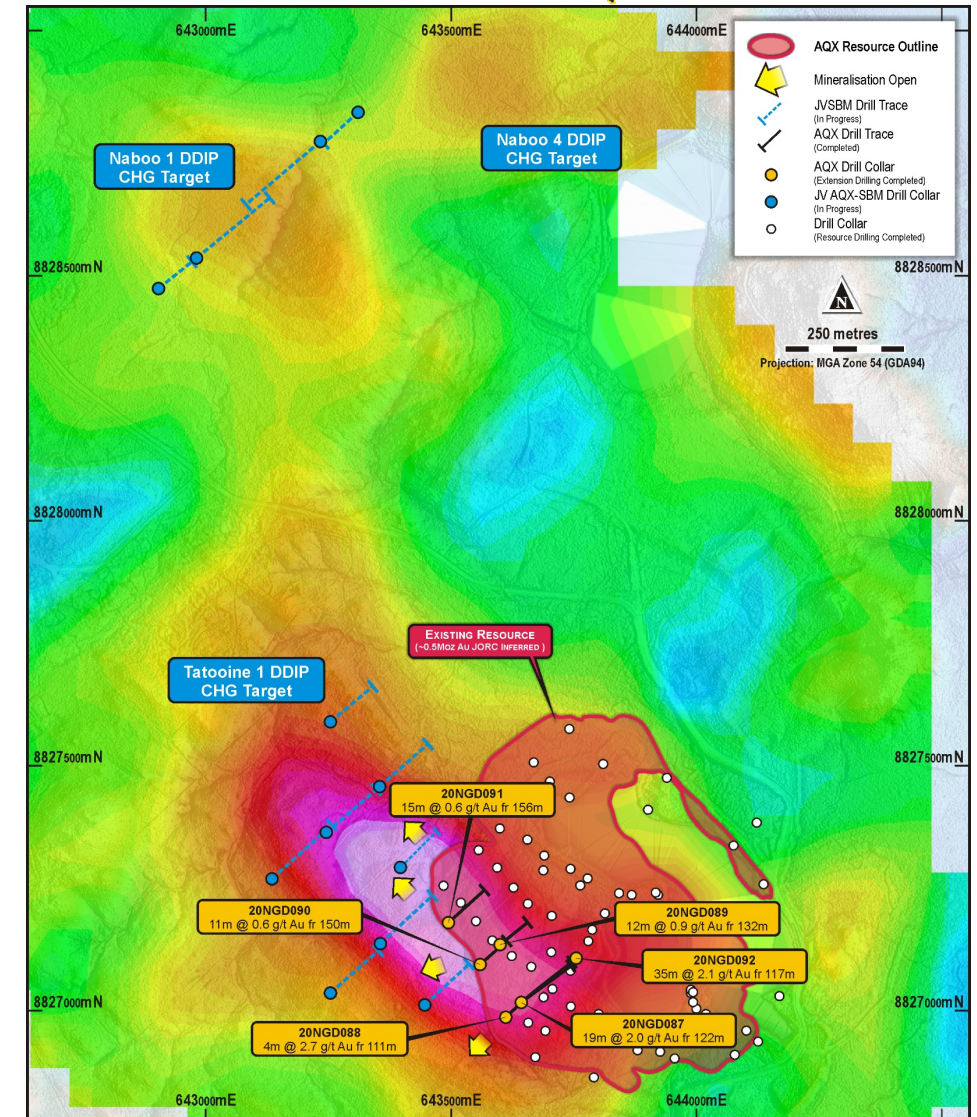 643000mE
643500mE
644000mE
AQX Resource Outline
Mineralisation Open
JVSBM Drill Trace
(In Progress)
AQX Drill Trace
(Completed)
AQX Drill Collar
(Extension Drilling Completed)
JV AQX-SBM Drill Collar
(In Progress)
Drill Collar
(Resource Drilling Completed)
Naboo 1 DDIP
CHG Target
Naboo 4 DDIP
CHG Target
8828500mN
8828500mN
N
250 metres
Projection: MGA Zone 54 (GDA94)
8828000mN
8828000mN
EXISTING RESOURCE
(~0.5MOZ AU JORC INFERRED )
Tatooine 1 DDIP
CHG Target
8827500mN
8827500mN
20NGD091
15m @ 0.6 g/t Au fr 156m
20NGD090
11m @ 0.6 g/t Au fr 150m
20NGD089
12m @ 0.9 g/t Au fr 132m
20NGD092
35m @ 2.1 g/t Au fr 117m
8827000mN
8827000mN
20NGD088
4m @ 2.7 g/t Au fr 111m
20NGD087
19m @ 2.0 g/t Au fr 122m
643000mE
643500mE
644000mE